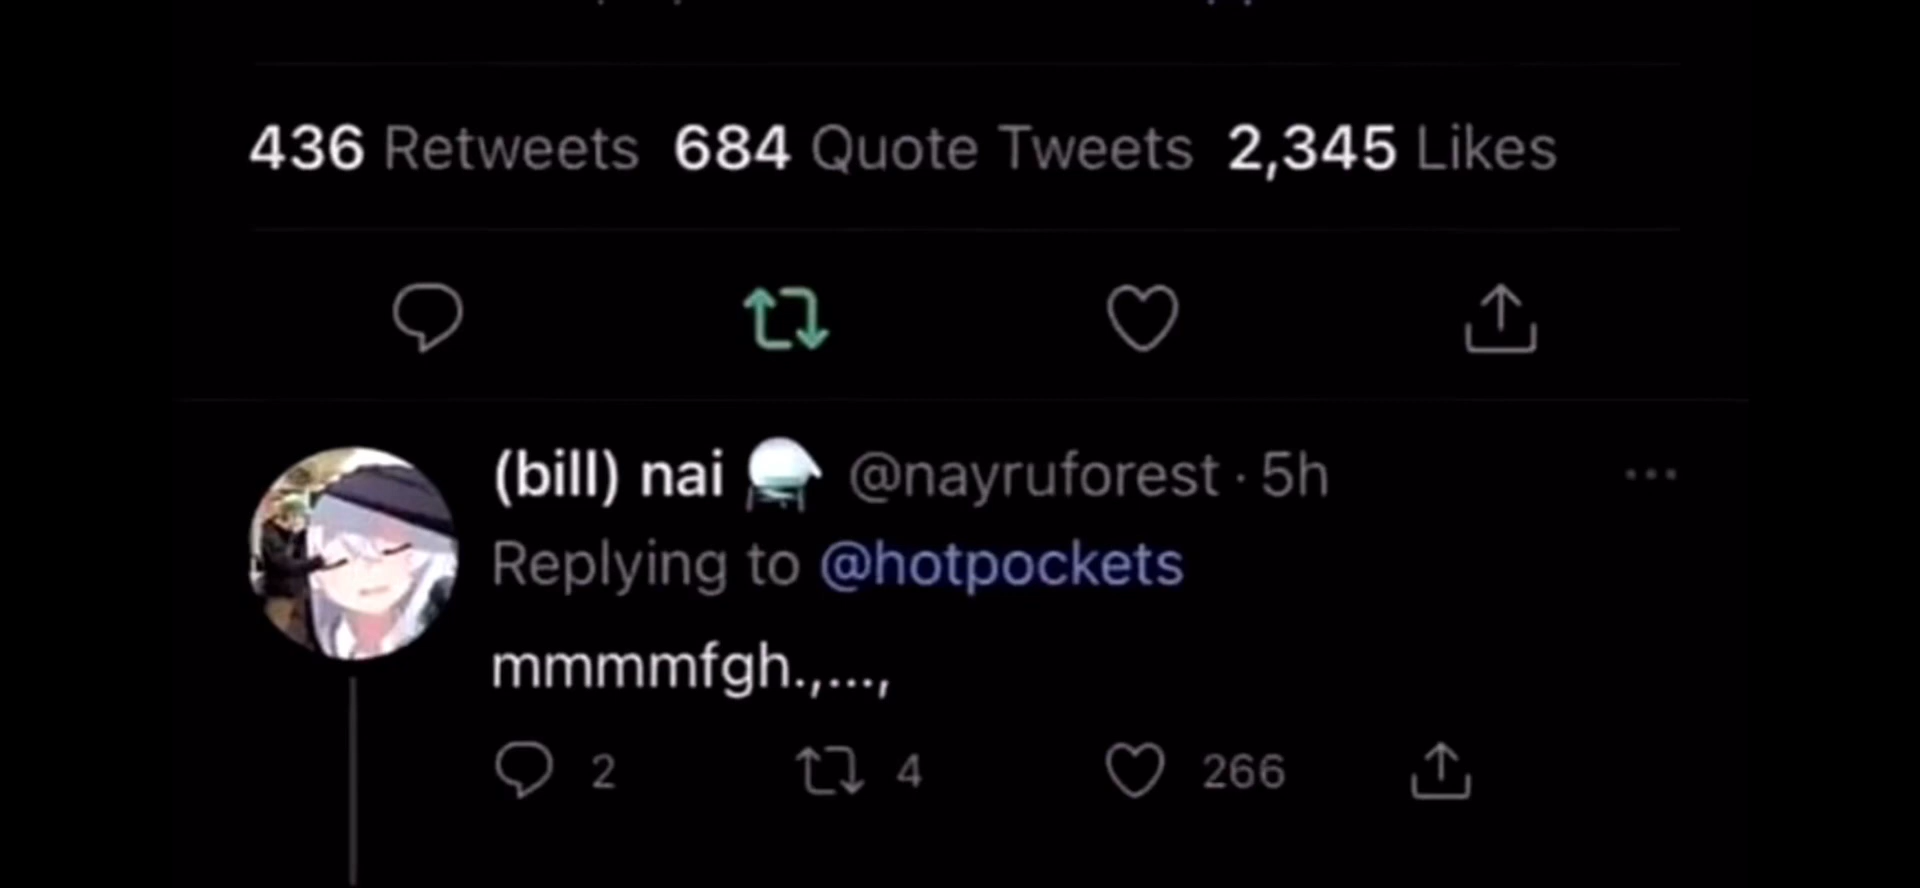 436 Retweets 684 Quote Tweets 2,345 Likes
(bill) nai @nayruforest · 5h
Replying to @hotpockets
mmmmfgh.,...,
2 4 266